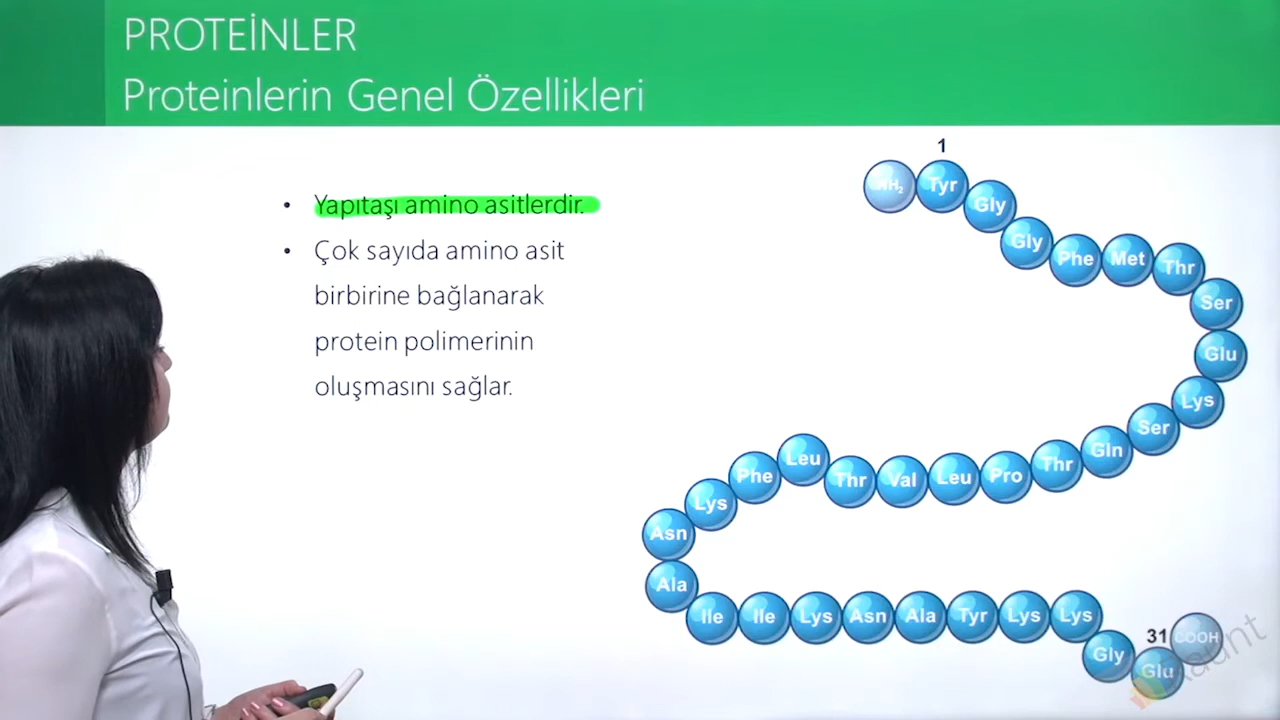 PROTEİNLER
Proteinlerin Genel Özellikleri
• Yapıtaşı amino asitlerdir.
• Çok sayıda amino asit
birbirine bağlanarak
protein polimerinin
oluşmasını sağlar.
1
NH₂ Tyr Gly Gly Phe Met Thr
Ser
Glu
Lys
Ser
Gln
Thr
Pro
Leu
Val
Thr
Leu
Phe
Lys
Asn
Ala
Ile Ile Lys Asn Ala Tyr Lys Lys
Gly
Glu
31
COOH